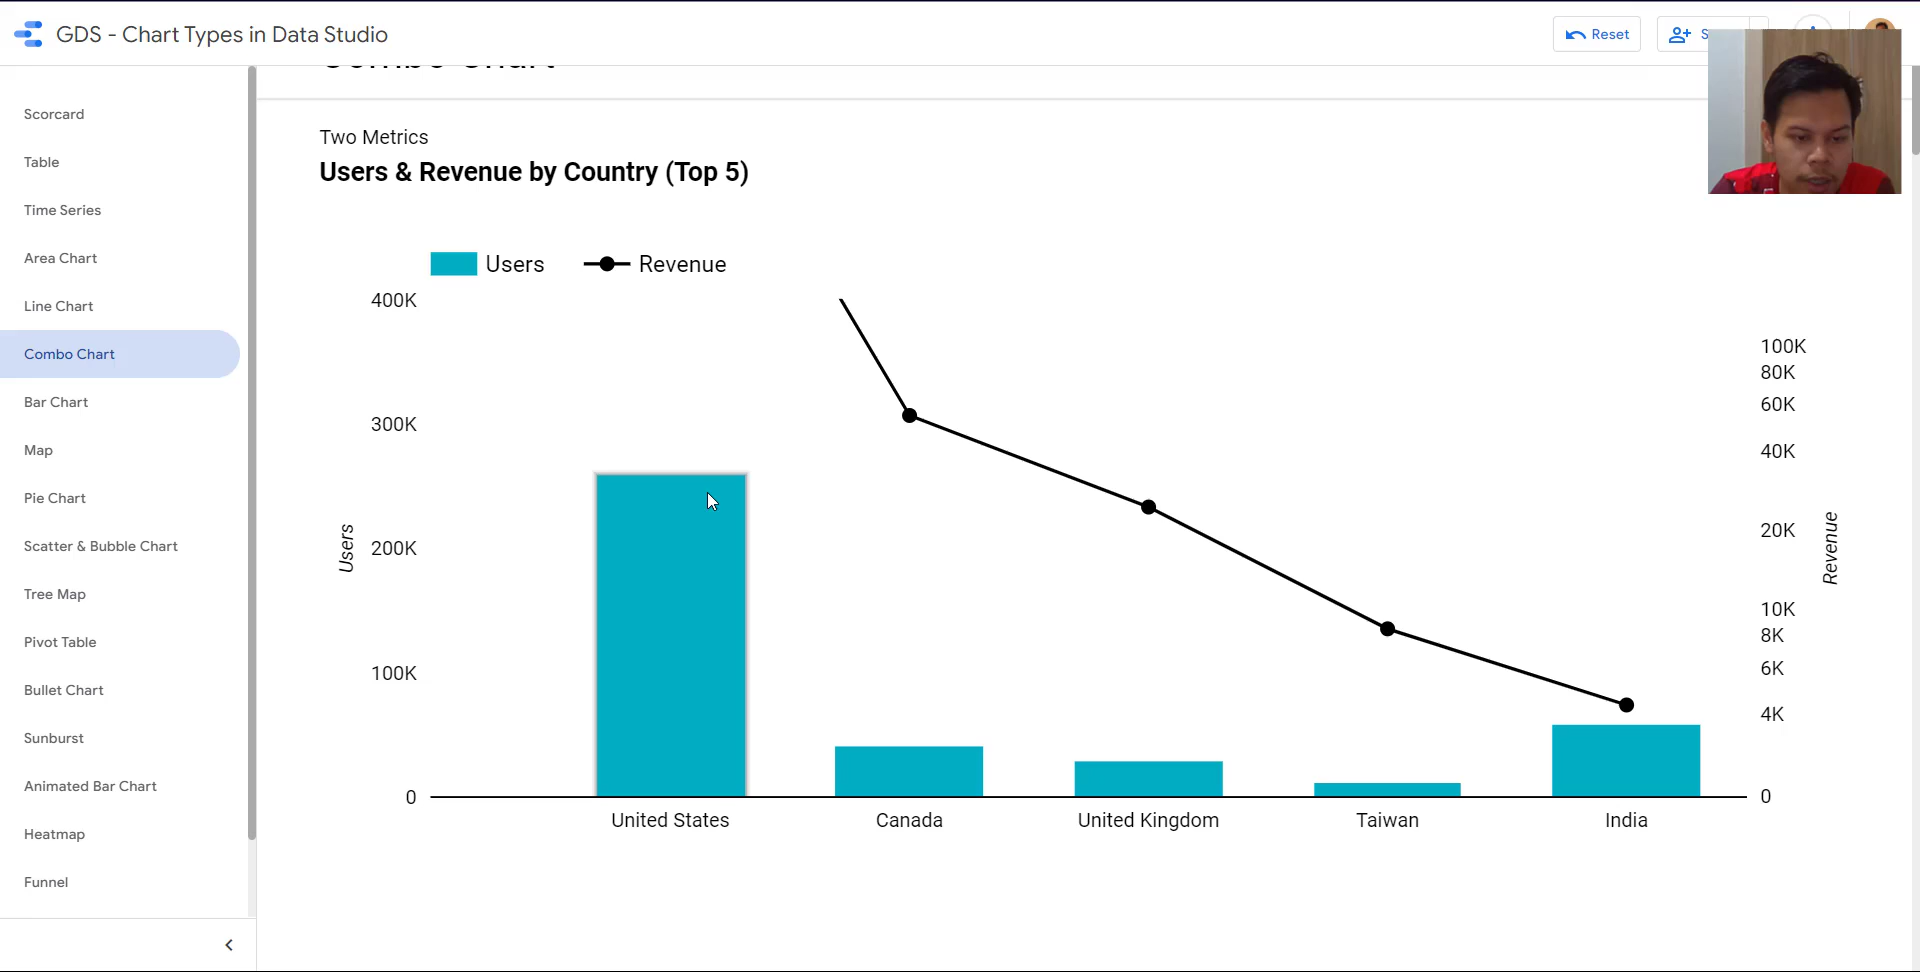 GDS - Chart Types in Data Studio
Reset
Scorcard
Table
Time Series
Area Chart
Line Chart
Combo Chart
Bar Chart
Map
Pie Chart
Scatter & Bubble Chart
Tree Map
Pivot Table
Bullet Chart
Sunburst
Animated Bar Chart
Heatmap
Funnel
Combo Chart
Two Metrics
Users & Revenue by Country (Top 5)
Users
Revenue
400K
300K
200K
100K
0
Users
100K
80K
60K
40K
20K
10K
8K
6K
4K
0
Revenue
United States
Canada
United Kingdom
Taiwan
India